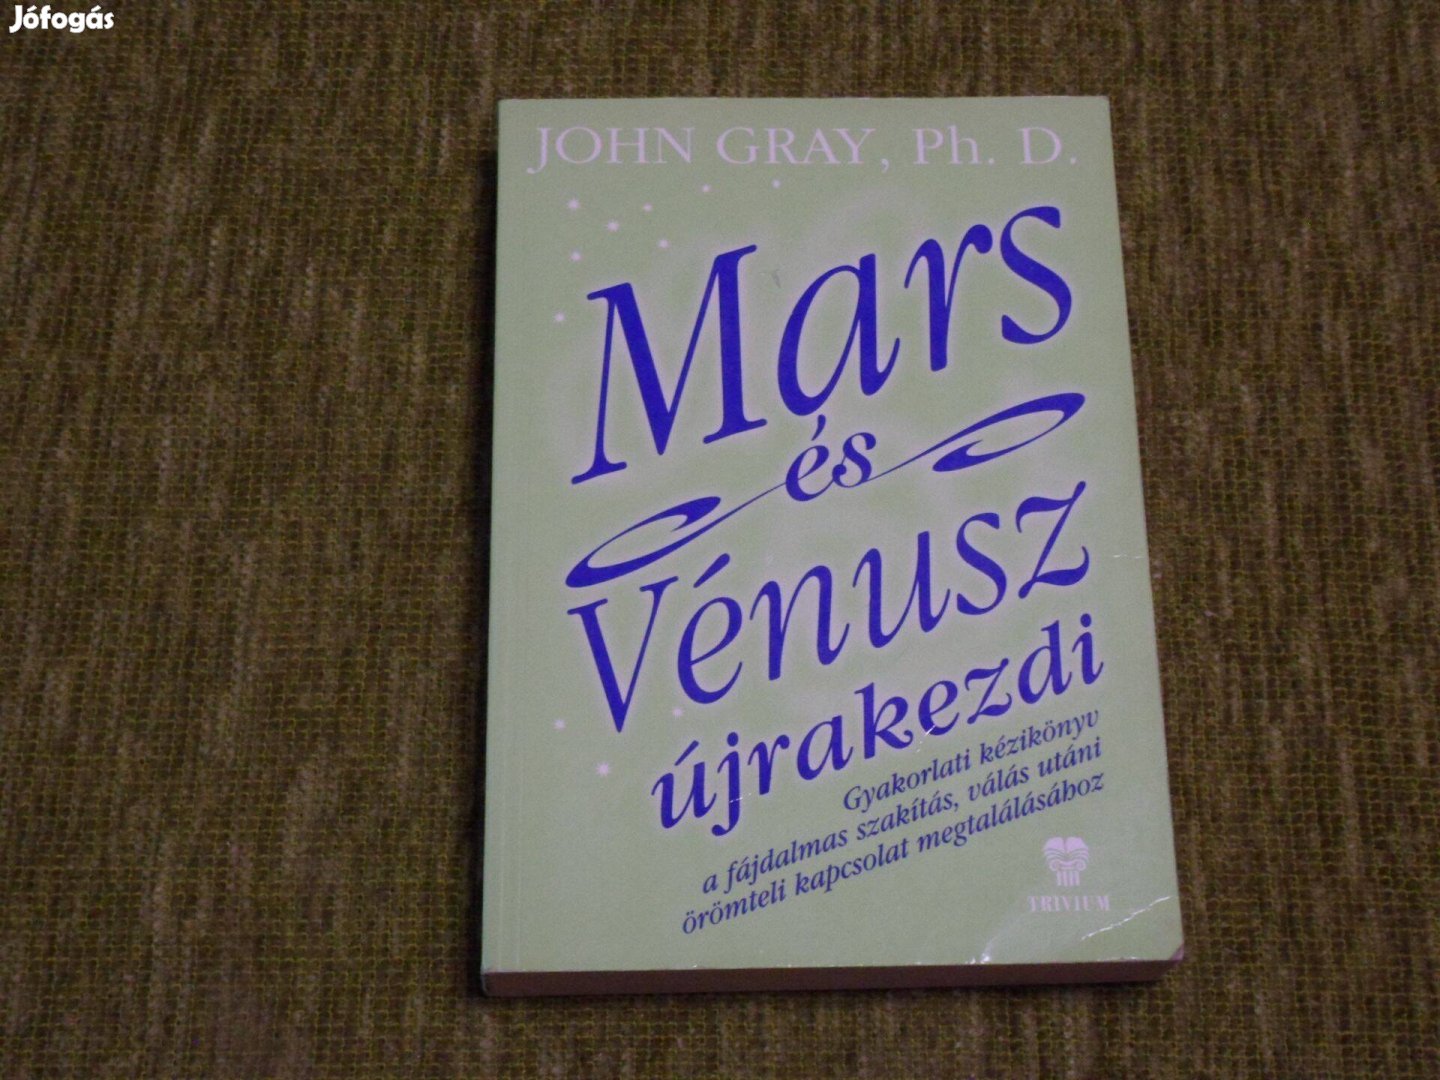 Jófogás
JOHN GRAY, Ph. D.
Mars
és
Vénusz
újrakezdi
Gyakorlati kézikönyv
a fájdalmas szakítás, válás utáni
örömteli kapcsolat megtalálásához
TRIVIUM